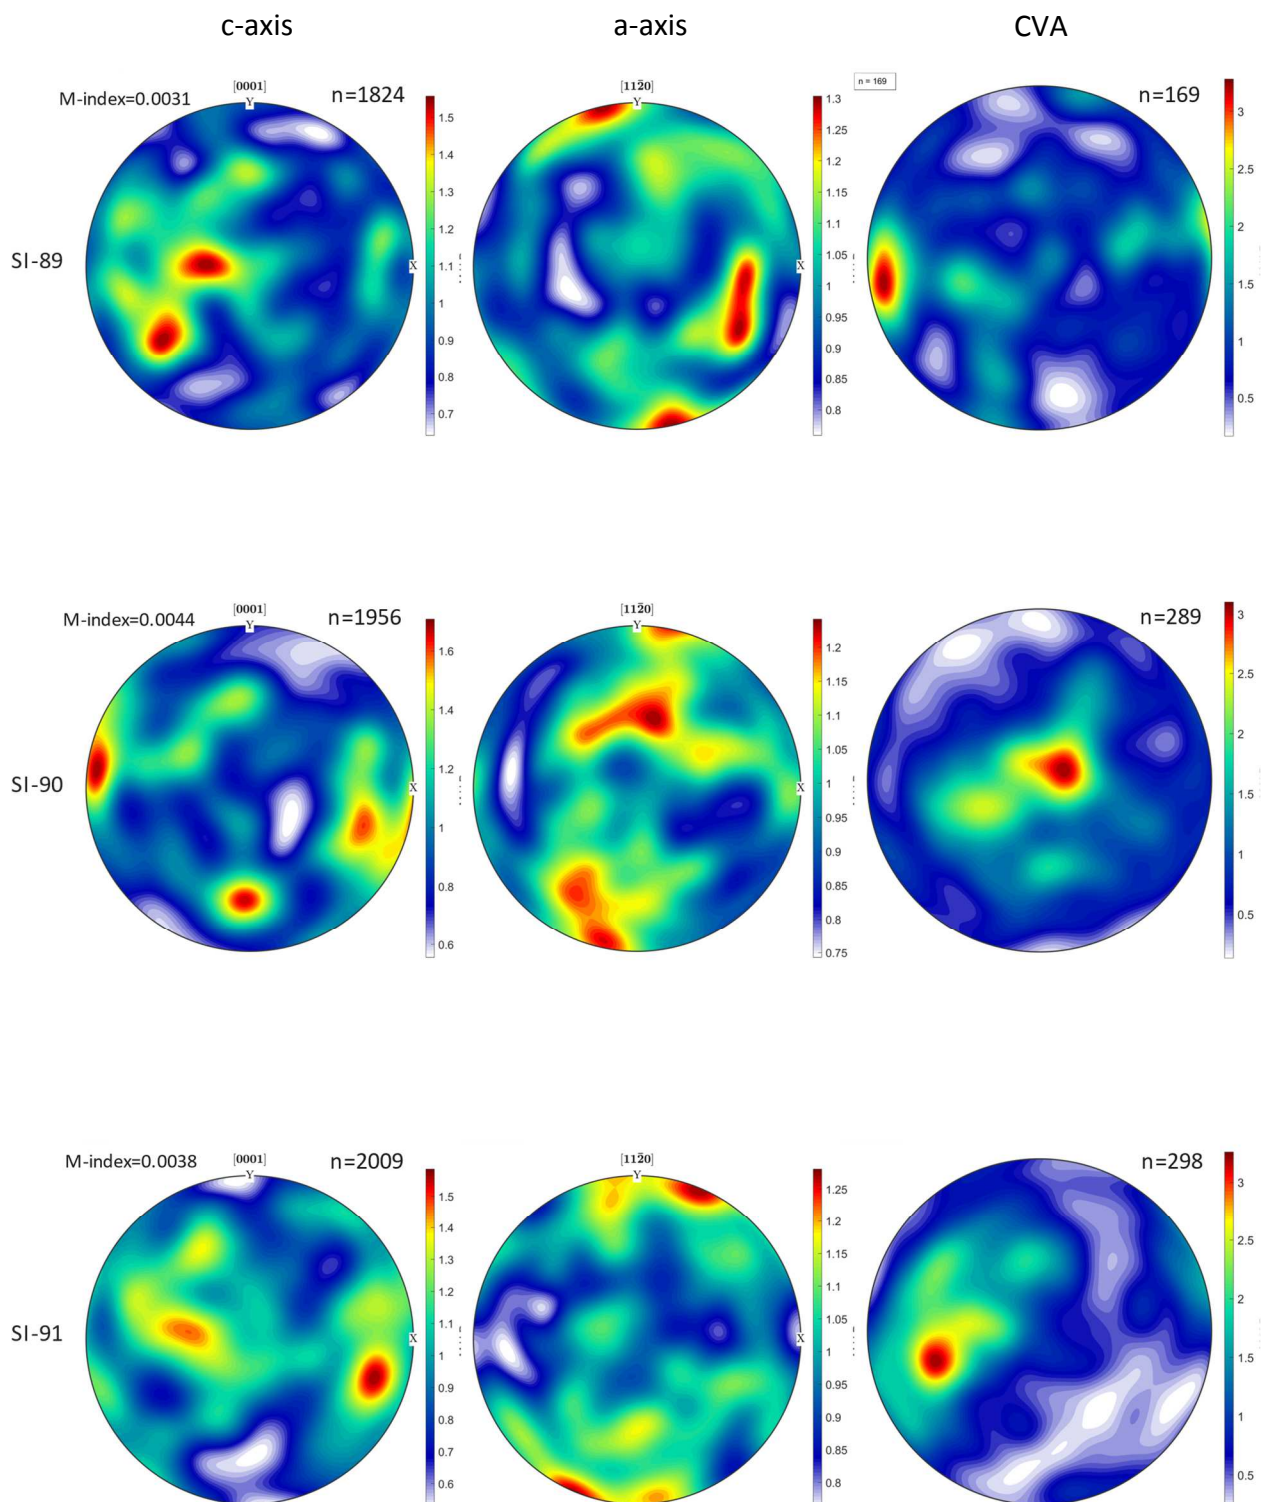 c-axis a-axis CVA
M-index=0.0031 [0001] n=1824 [112̄0] n = 169 n=169
Y Y
SI-89 X X
1.5 1.4 1.3 1.2 1.1 1 0.9 0.8 0.7
1.3 1.25 1.2 1.15 1.1 1.05 1 0.95 0.9 0.85 0.8
3 2.5 2 1.5 1 0.5
M-index=0.0044 [0001] n=1956 [112̄0] n=289
Y Y
SI-90 X X
1.6 1.4 1.2 1 0.8 0.6
1.2 1.15 1.1 1.05 1 0.95 0.9 0.85 0.8 0.75
3 2.5 2 1.5 1 0.5
M-index=0.0038 [0001] n=2009 [112̄0] n=298
Y Y
SI-91 X X
1.5 1.4 1.3 1.2 1.1 1 0.9 0.8 0.7 0.6
1.25 1.2 1.15 1.1 1.05 1 0.95 0.9 0.85 0.8
3 2.5 2 1.5 1 0.5